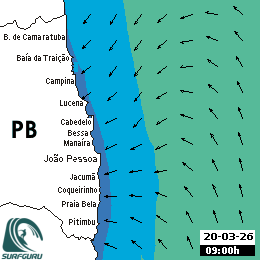 B. de Camaratuba
Baía da Traição
Campina
Lucena
Cabedelo
Bessa
Manaíra
João Pessoa
Jacumã
Coqueirinho
Praia Bela
Pitimbu
PB
SURFGURU
20-03-26
09:00h